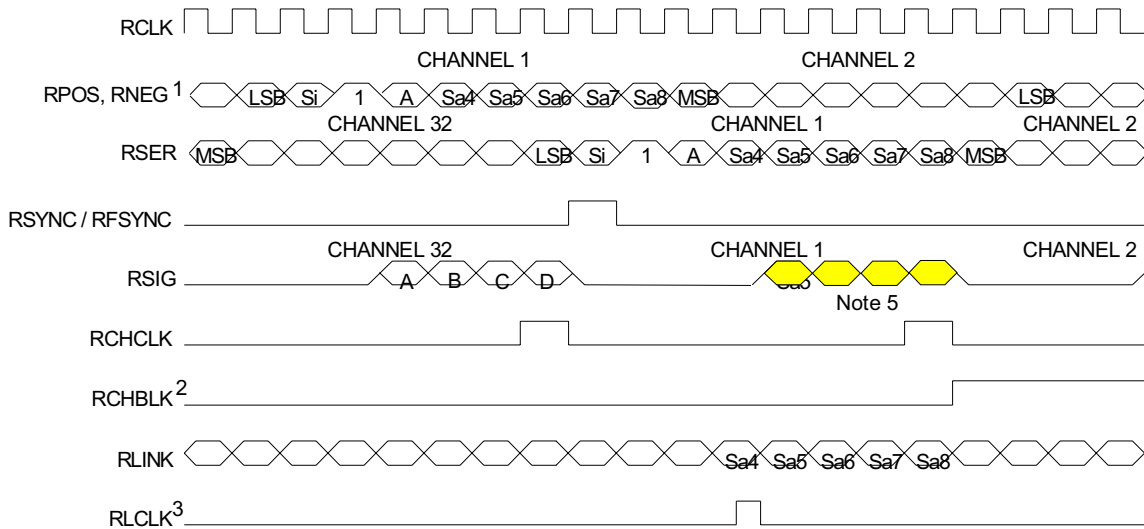 RCLK
CHANNEL 1 CHANNEL 2
RPOS, RNEG 1 LSB Si 1 A Sa4 Sa5 Sa6 Sa7 Sa8 MSB LSB
CHANNEL 32 CHANNEL 1 CHANNEL 2
RSER MSB LSB Si 1 A Sa4 Sa5 Sa6 Sa7 Sa8 MSB
RSYNC / RFSYNC
CHANNEL 32 CHANNEL 1 CHANNEL 2
RSIG A B C D
Note 5
RCHCLK
RCHBLK 2
RLINK Sa4 Sa5 Sa6 Sa7 Sa8
RLCLK 3